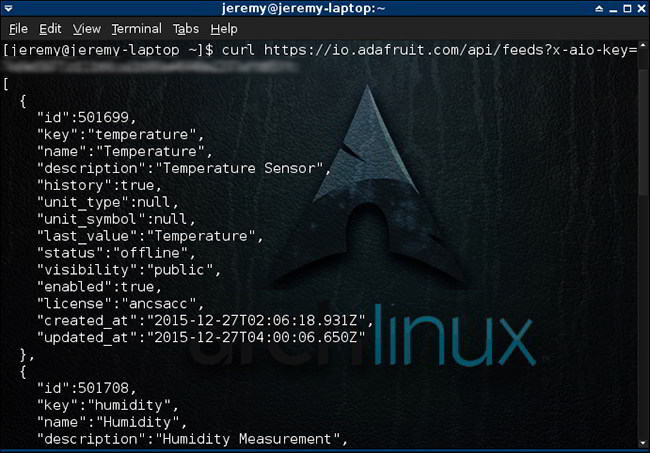 jeremy@jeremy-laptop:~
File Edit View Terminal Tabs Help
[jeremy@jeremy-laptop ~]$ curl https://io.adafruit.com/api/feeds?x-aio-key=
[
  {
    "id":501699,
    "key":"temperature",
    "name":"Temperature",
    "description":"Temperature Sensor",
    "history":true,
    "unit_type":null,
    "unit_symbol":null,
    "last_value":"Temperature",
    "status":"offline",
    "visibility":"public",
    "enabled":true,
    "license":"ancsacc",
    "created_at":"2015-12-27T02:06:18.931Z",
    "updated_at":"2015-12-27T04:00:06.650Z"
  },
archlinux
  {
    "id":501708,
    "key":"humidity",
    "name":"Humidity",
    "description":"Humidity Measurement",